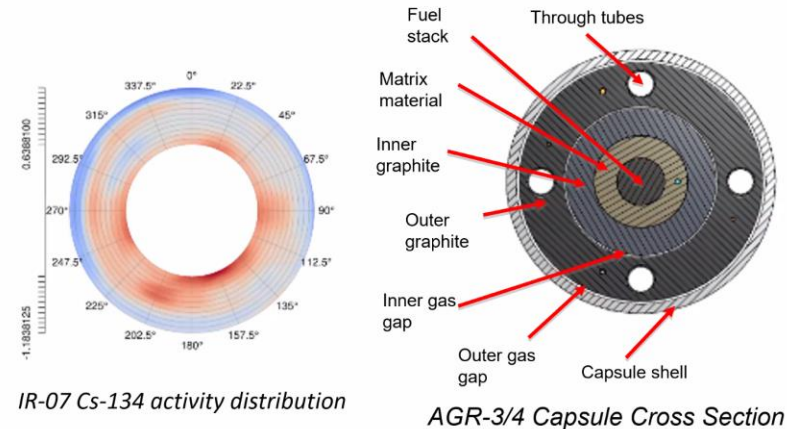 0°
22.5°
45°
67.5°
90°
112.5°
135°
157.5°
180°
202.5°
225°
247.5°
270°
292.5°
315°
337.5°
0.6388100
-1.1838125
IR-07 Cs-134 activity distribution
Fuel
stack
Through tubes
Matrix
material
Inner
graphite
Outer
graphite
Inner gas
gap
Outer gas
gap
Capsule shell
AGR-3/4 Capsule Cross Section